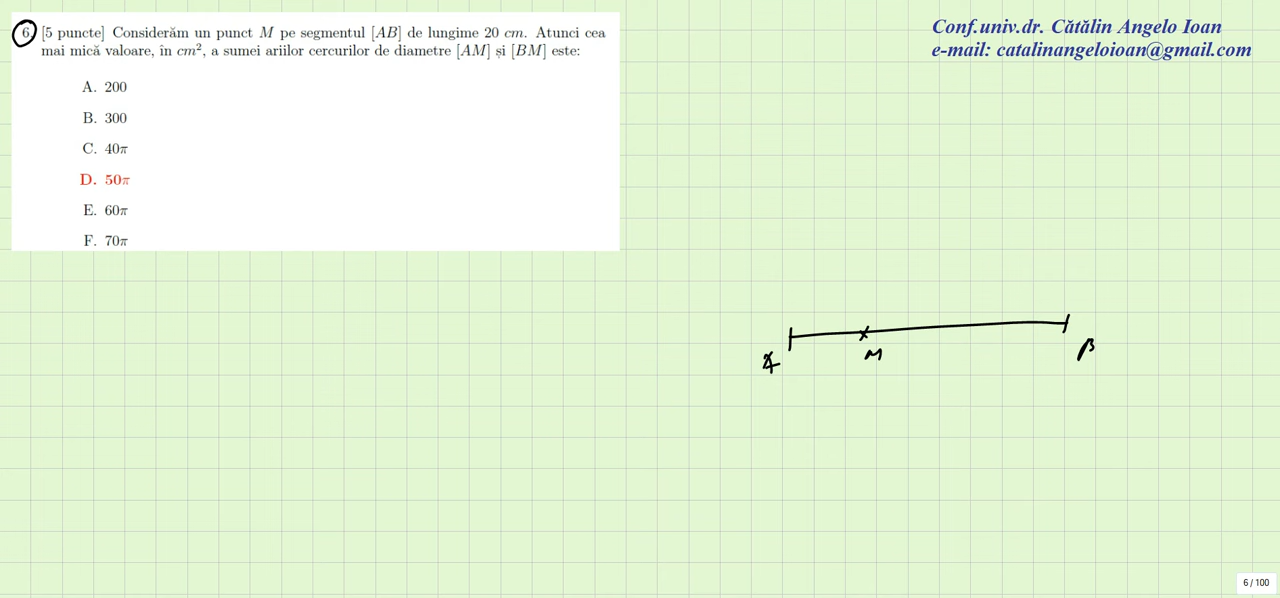 6. [5 puncte] Considerăm un punct M pe segmentul [AB] de lungime 20 cm. Atunci cea
mai mică valoare, în cm², a sumei ariilor cercurilor de diametre [AM] și [BM] este:
A. 200
B. 300
C. 40π
D. 50π
E. 60π
F. 70π
Conf.univ.dr. Cătălin Angelo Ioan
e-mail: catalinangeloioan@gmail.com
A M B
6 / 100